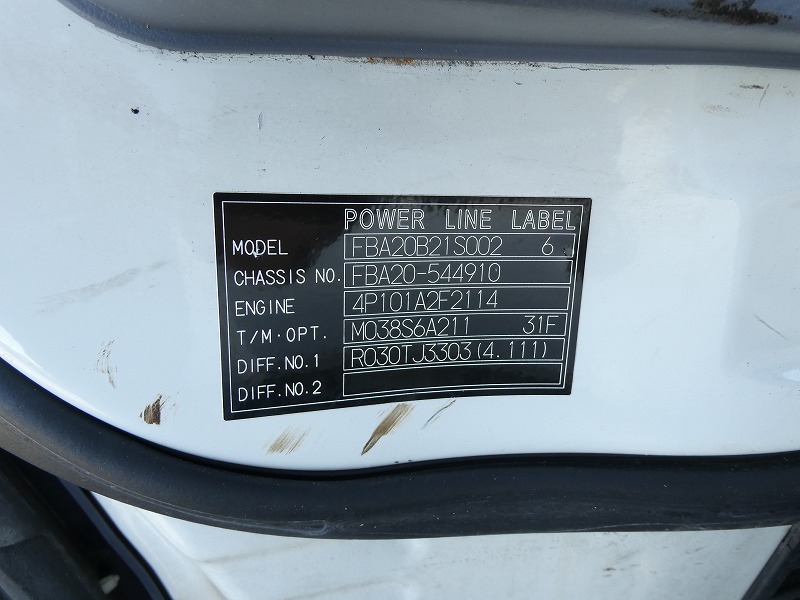 POWER LINE LABEL
MODEL FBA20B21S002 6
CHASSIS NO. FBA20-544910
ENGINE 4P101A2F2114
T/M·OPT. M038S6A211 31F
DIFF.NO.1 R030TJ3303(4.111)
DIFF.NO.2